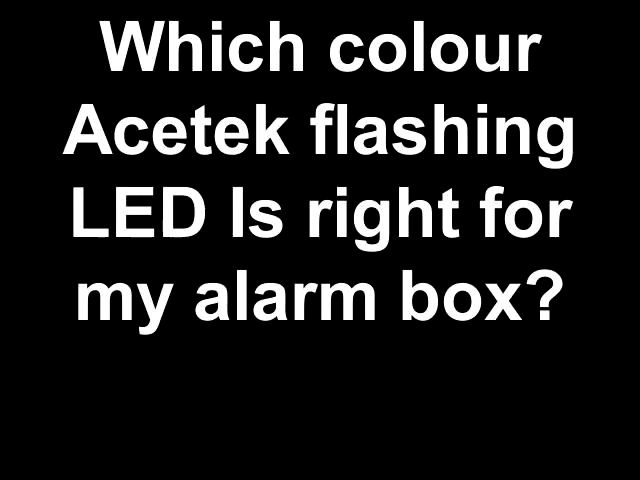 Which colour
Acetek flashing
LED Is right for
my alarm box?